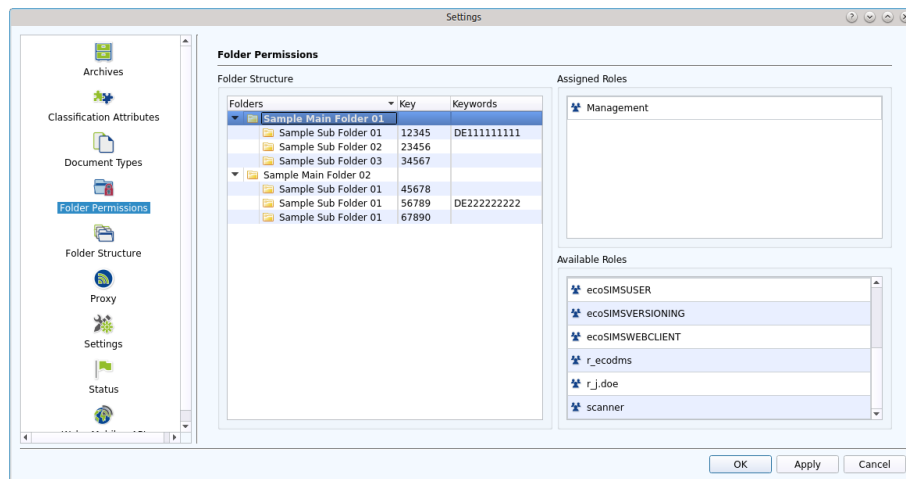 Settings
Archives
Classification Attributes
Document Types
Folder Permissions
Folder Structure
Proxy
Settings
Status
Folder Permissions
Folder Structure
Folders Key Keywords
Sample Main Folder 01
Sample Sub Folder 01 12345 DE111111111
Sample Sub Folder 02 23456
Sample Sub Folder 03 34567
Sample Main Folder 02
Sample Sub Folder 01 45678
Sample Sub Folder 01 56789 DE222222222
Sample Sub Folder 01 67890
Assigned Roles
Management
Available Roles
ecoSIMSUSER
ecoSIMSVERSIONING
ecoSIMSWEBCLIENT
r_ecodms
r_j.doe
scanner
OK Apply Cancel